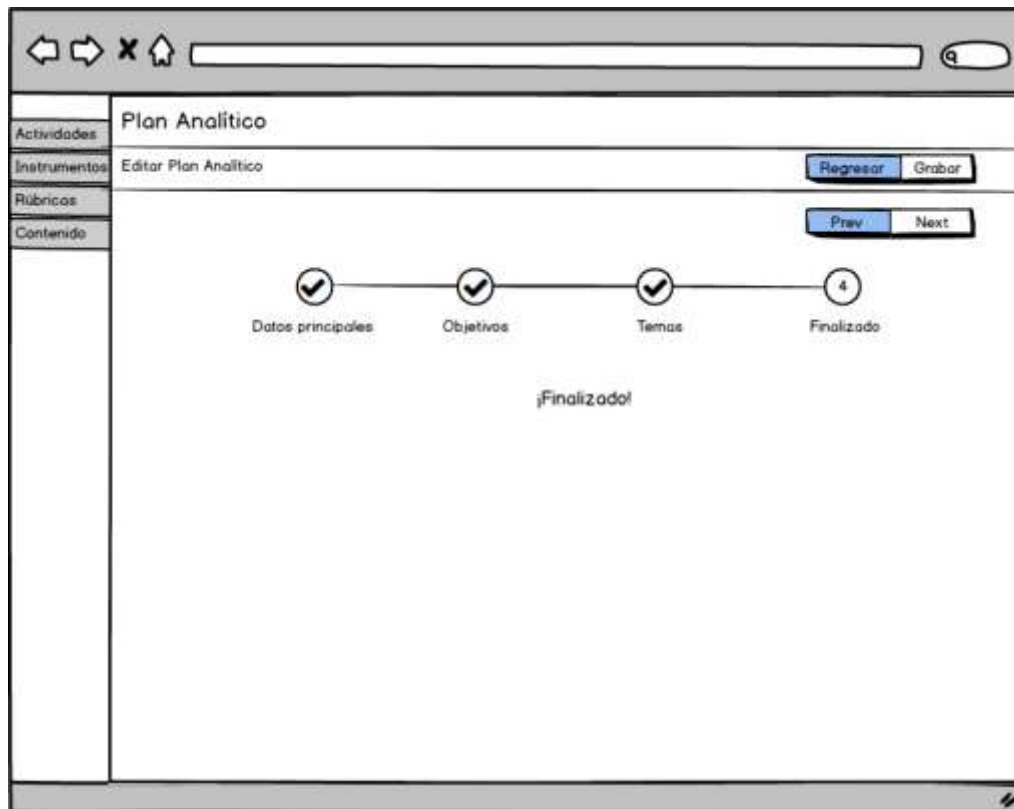 Plan Analítico
Actividades
Instrumentos
Rúbricas
Contenido
Editar Plan Analítico
Regresar Grabar
Prev Next
4
Datos principales Objetivos Temas Finalizado
¡Finalizado!